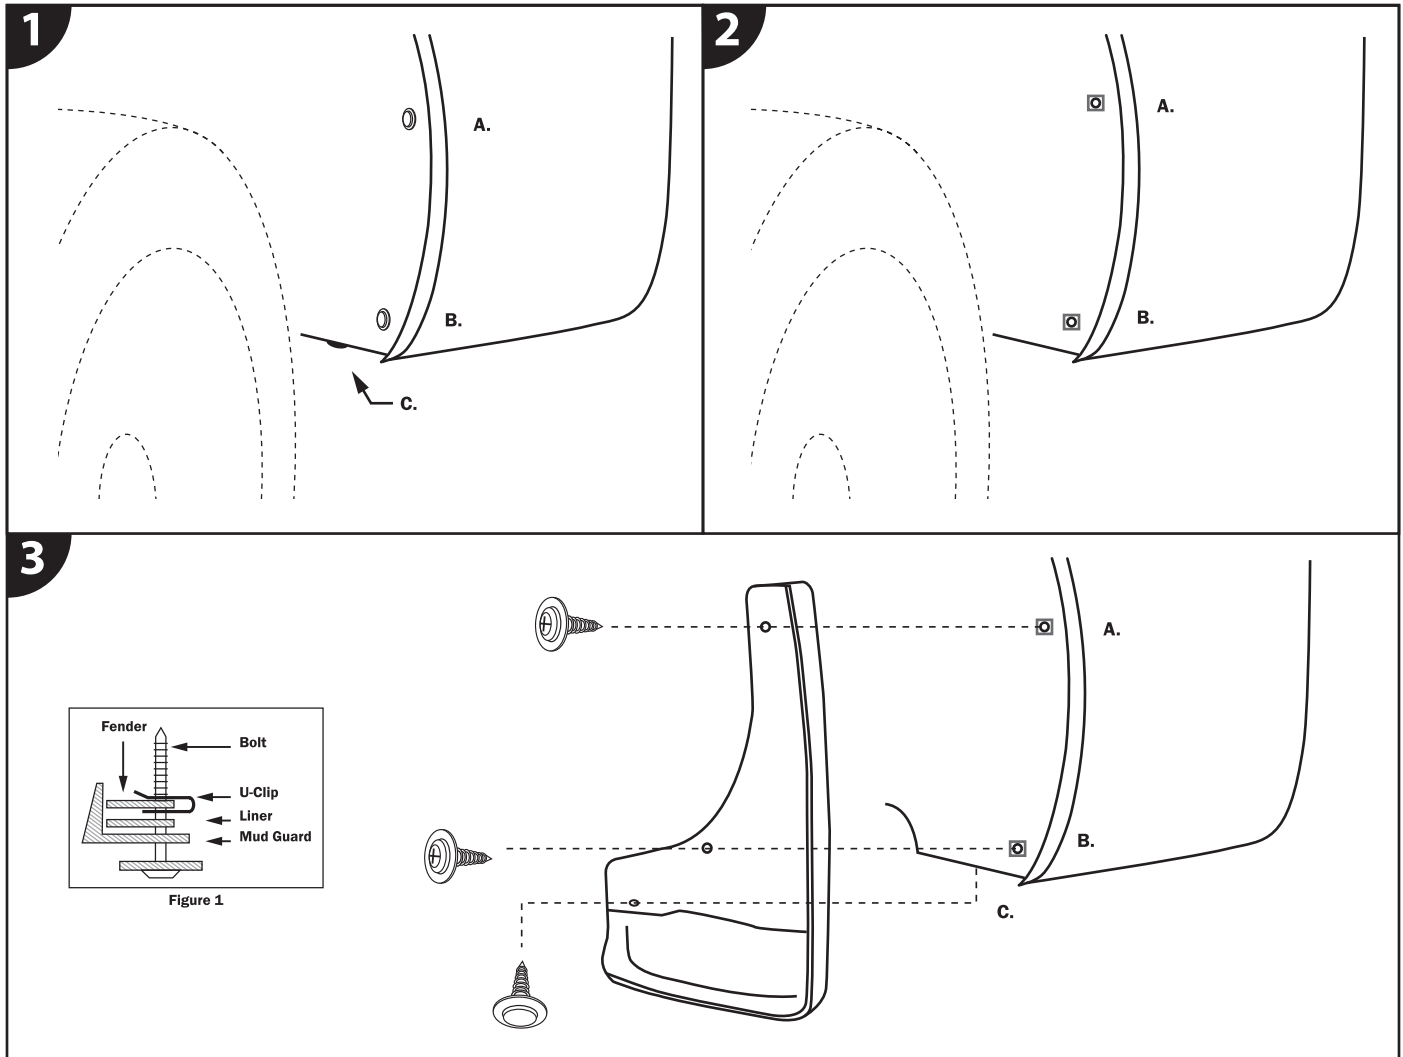 1
A.
B.
C.
2
A.
B.
3
Fender
Bolt
U-Clip
Liner
Mud Guard
Figure 1
A.
B.
C.